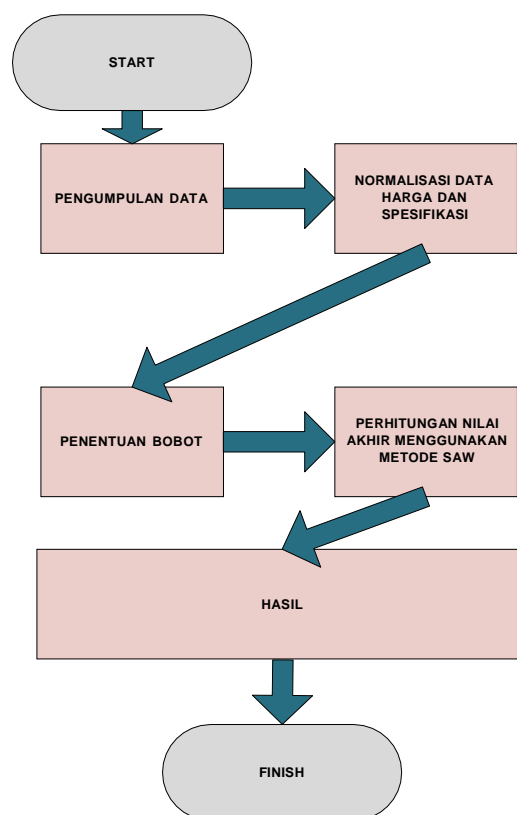 START
PENGUMPULAN DATA
NORMALISASI DATA
HARGA DAN
SPESIFIKASI
PENENTUAN BOBOT
PERHITUNGAN NILAI
AKHIR MENGGUNAKAN
METODE SAW
HASIL
FINISH